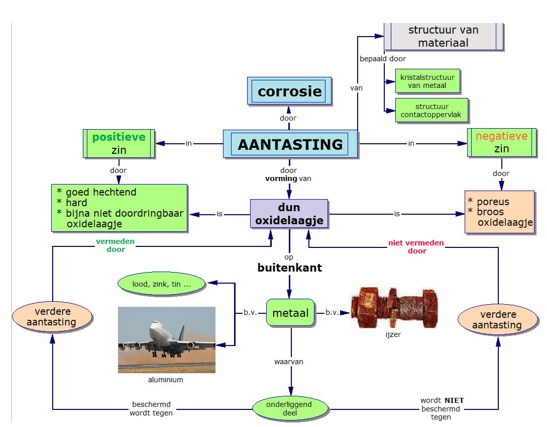 structuur van
materiaal
bepaald door
kristalstructuur
van metaal
van
corrosie
structuur
contactoppervlak
door
positieve
zin
in
AANTASTING
in
negatieve
zin
door
door
vorming van
door
* goed hechtend
* hard
* bijna niet doordringbaar
oxidelaagje
is
dun
oxidelaagje
is
* poreus
* broos
oxidelaagje
vermeden
door
niet vermeden
door
op
buitenkant
lood, zink, tin ...
verdere
aantasting
b.v.
metaal
b.v.
verdere
aantasting
ijzer
aluminium
waarvan
beschermd
wordt tegen
onderliggend
deel
wordt NIET
beschermd
tegen